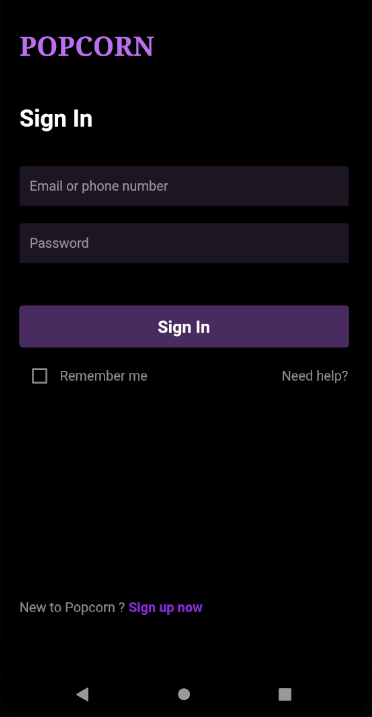 POPCORN
Sign In
Email or phone number
Password
Sign In
Remember me
Need help?
New to Popcorn ? Sign up now